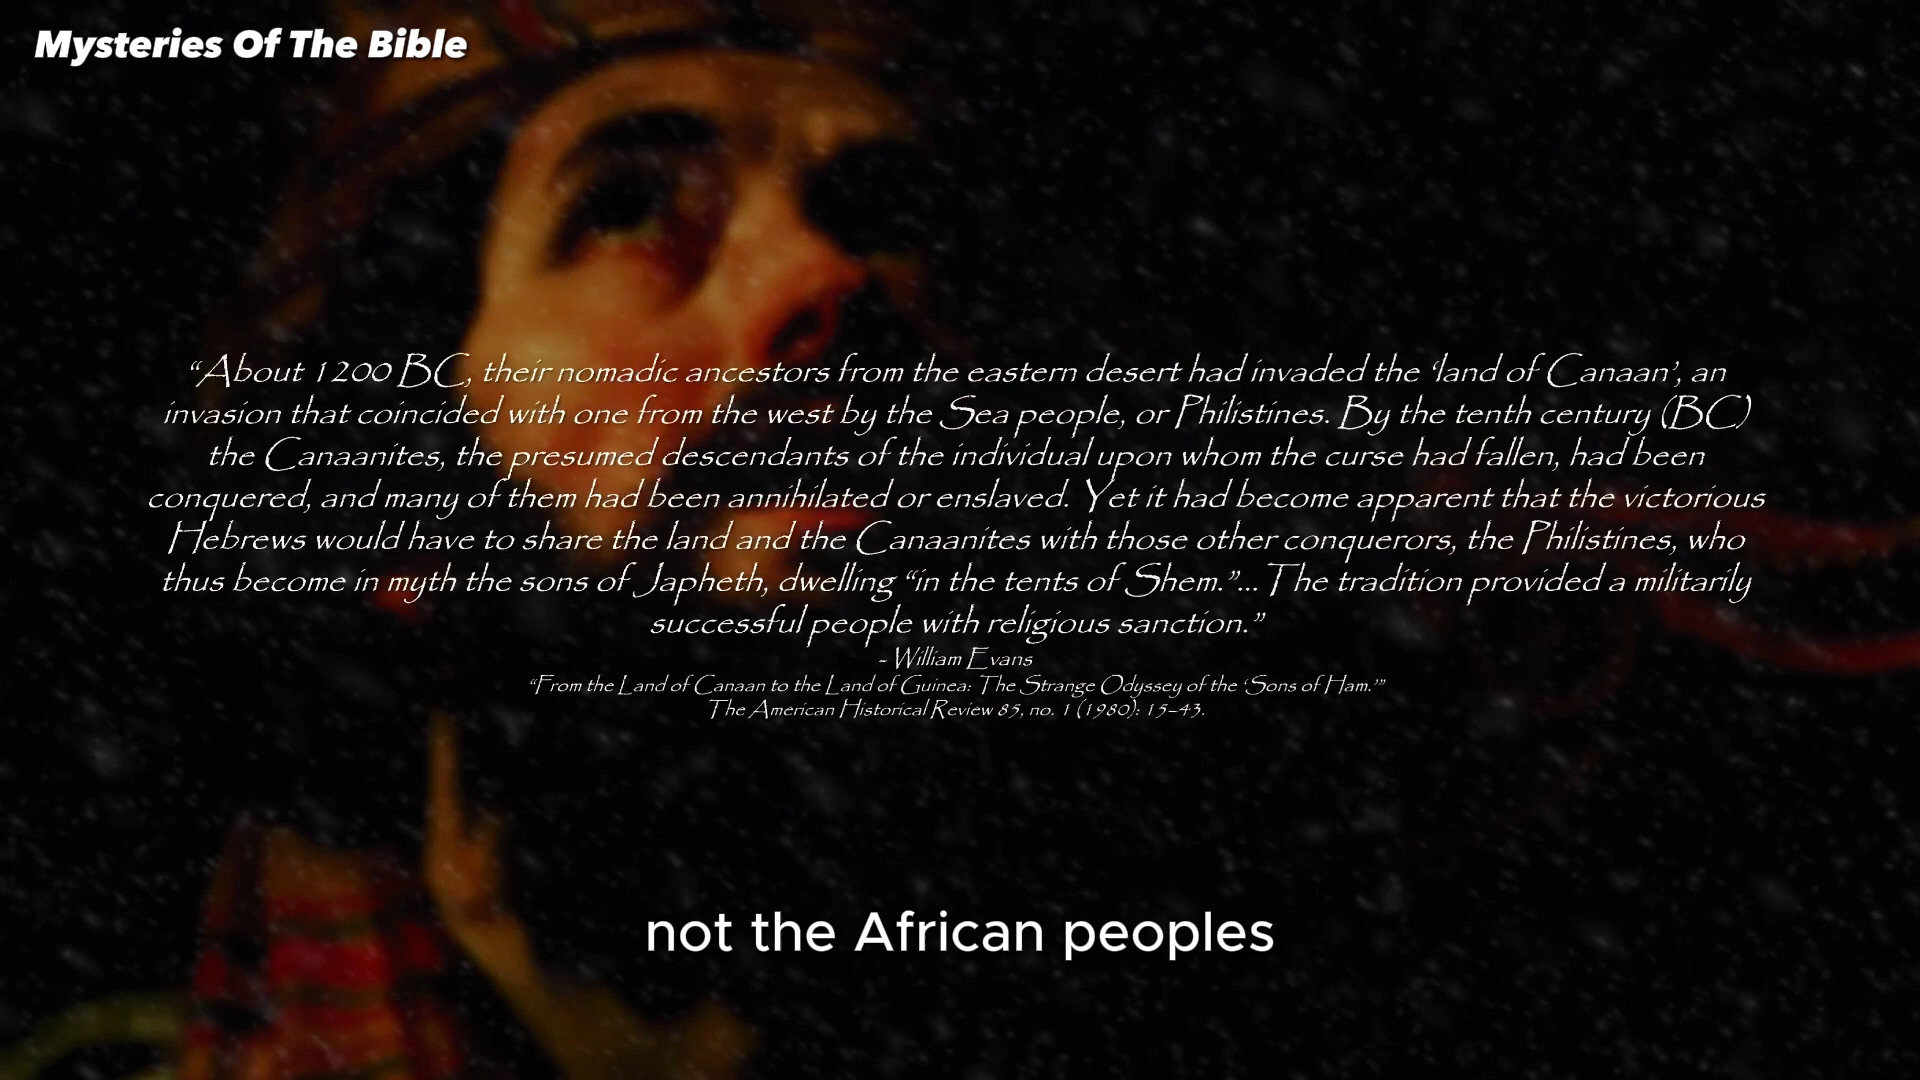 Mysteries Of The Bible
“About 1200 BC, their nomadic ancestors from the eastern desert had invaded the ‘land of Canaan’, an
invasion that coincided with one from the west by the Sea people, or Philistines. By the tenth century (BC)
the Canaanites, the presumed descendants of the individual upon whom the curse had fallen, had been
conquered, and many of them had been annihilated or enslaved. Yet it had become apparent that the victorious
Hebrews would have to share the land and the Canaanites with those other conquerors, the Philistines, who
thus become in myth the sons of Japheth, dwelling “in the tents of Shem.”... The tradition provided a militarily
successful people with religious sanction.”
- William Evans
“From the Land of Canaan to the Land of Guinea: The Strange Odyssey of the ‘Sons of Ham.’”
The American Historical Review 85, no. 1 (1980): 15–43.
not the African peoples